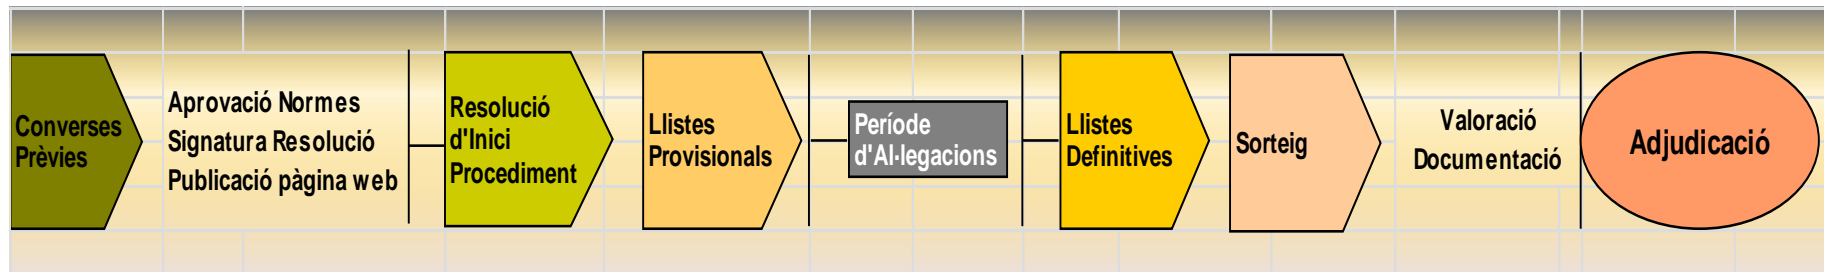 Converses
Prèvies
Aprovació Normes
Signatura Resolució
Publicació pàgina web
Resolució
d'Inici
Procediment
Llistes
Provisionals
Període
d'Al·legacions
Llistes
Definitives
Sorteig
Valoració
Documentació
Adjudicació